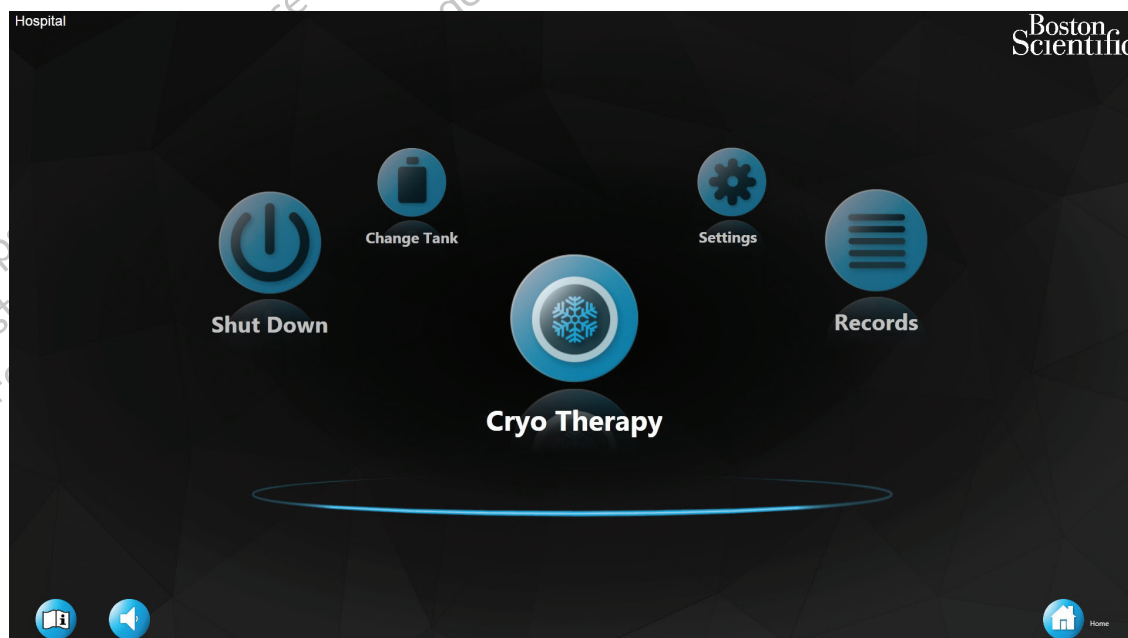 Hospital
Boston
Scientific
Change Tank
Settings
Shut Down
Records
Cryo Therapy
Home